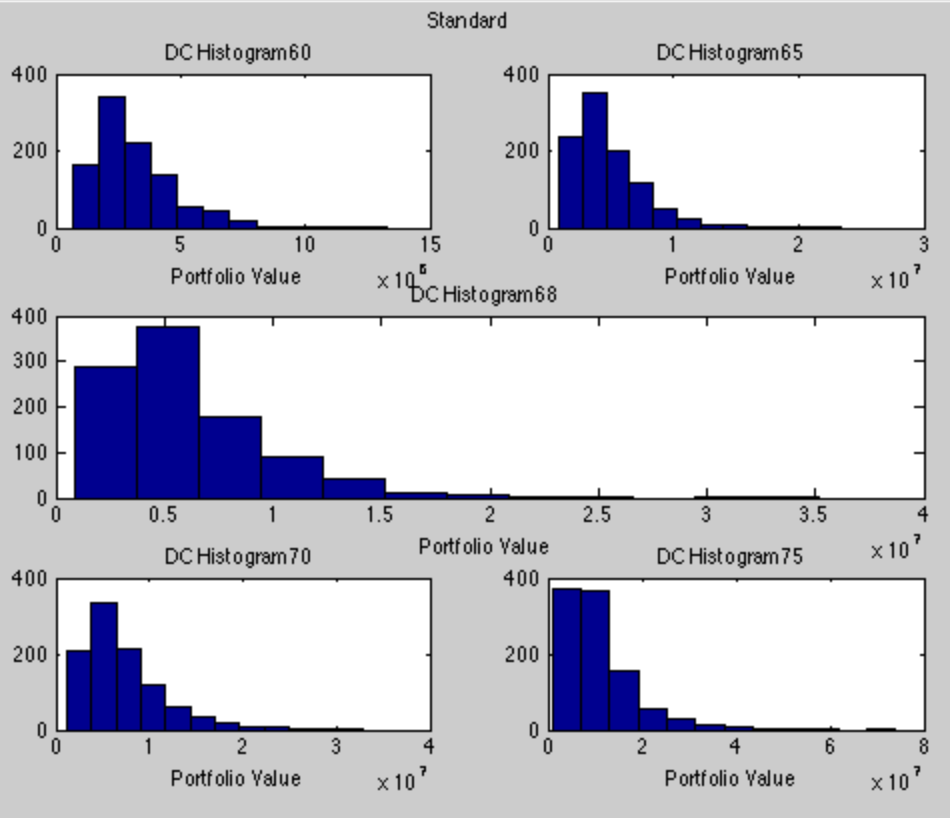 Standard
DC Histogram60
400
200
0
0 5 10 15
Portfolio Value
x 10^6
DC Histogram65
400
200
0
0 1 2 3
Portfolio Value
x 10^7
DC Histogram68
400
300
200
100
0
0 0.5 1 1.5 2 2.5 3 3.5 4
Portfolio Value
x 10^7
DC Histogram70
400
200
0
0 1 2 3 4
Portfolio Value
x 10^7
DC Histogram75
400
200
0
0 2 4 6 8
Portfolio Value
x 10^7